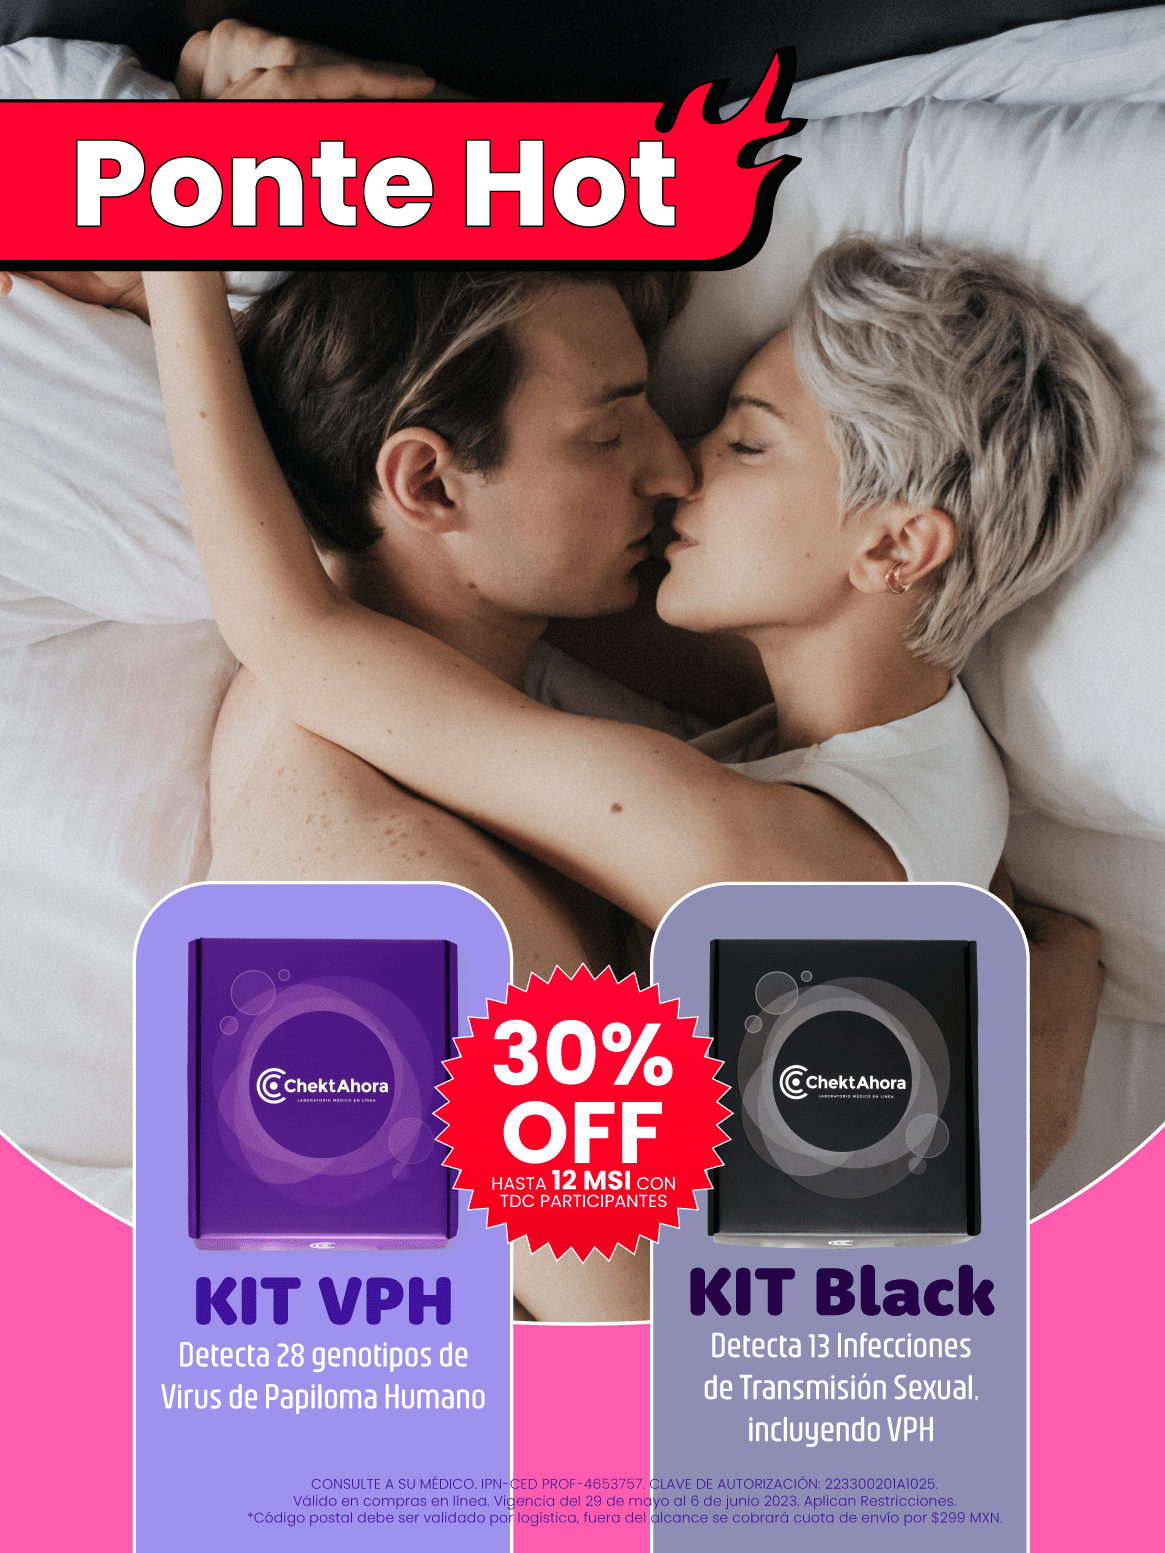 Ponte Hot
ChektAhora
LABORATORIO MÉDICO EN LÍNEA
30%
OFF
HASTA 12 MSI CON
TDC PARTICIPANTES
ChektAhora
LABORATORIO MÉDICO EN LÍNEA
KIT VPH
Detecta 28 genotipos de
Virus de Papiloma Humano
KIT Black
Detecta 13 Infecciones
de Transmisión Sexual,
incluyendo VPH
CONSULTE A SU MÉDICO. IPN-CED PROF-4653757. CLAVE DE AUTORIZACIÓN: 223300201A1025.
Válido en compras en línea. Vigencia del 29 de mayo al 6 de junio 2023. Aplican Restricciones.
*Código postal debe ser validado por logística, fuera del alcance se cobrará cuota de envío por $299 MXN.